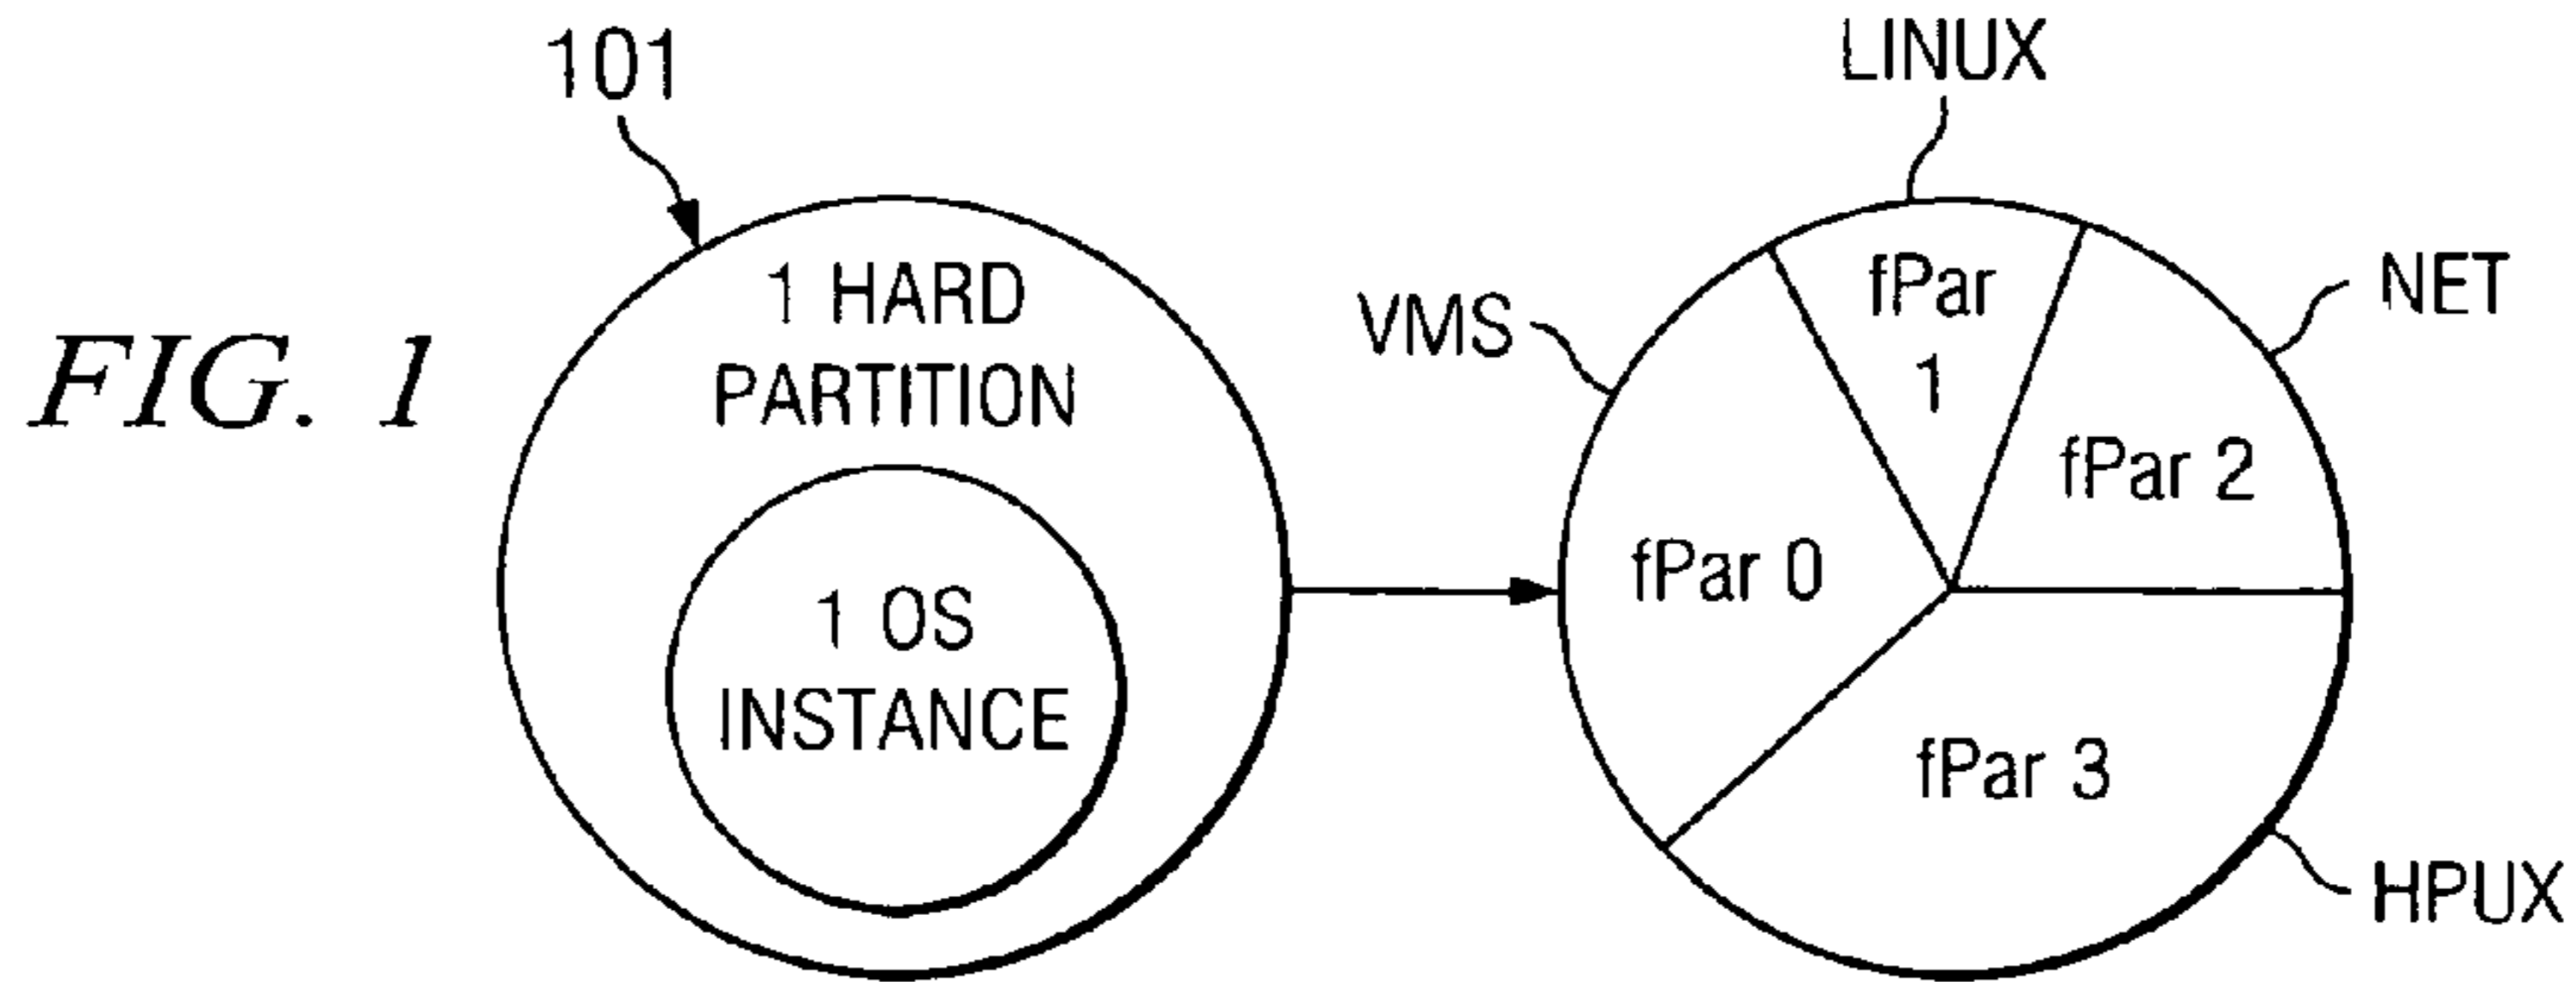 FIG. 1
101
1 HARD
PARTITION
1 OS
INSTANCE
LINUX
VMS
NET
HPUX
fPar 0
fPar
1
fPar 2
fPar 3